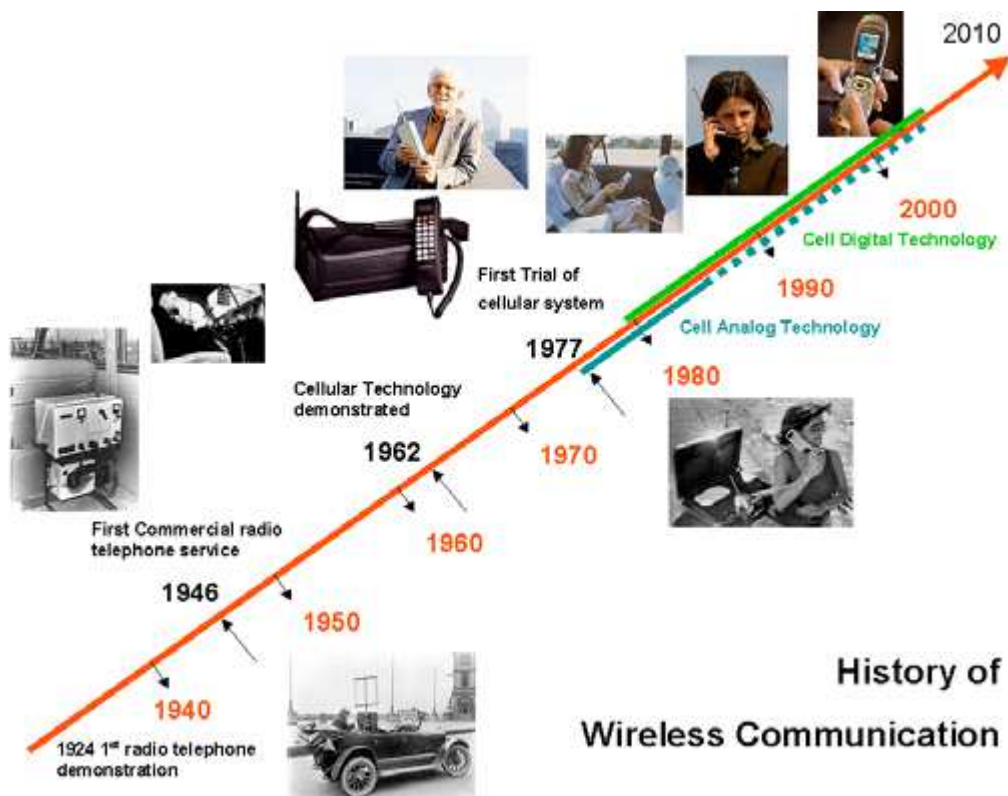 2010
2000
Cell Digital Technology
1990
First Trial of
cellular system
Cell Analog Technology
1977
1980
Cellular Technology
demonstrated
1970
1962
1960
First Commercial radio
telephone service
1946
1950
1940
1924 1st radio telephone
demonstration
History of
Wireless Communication